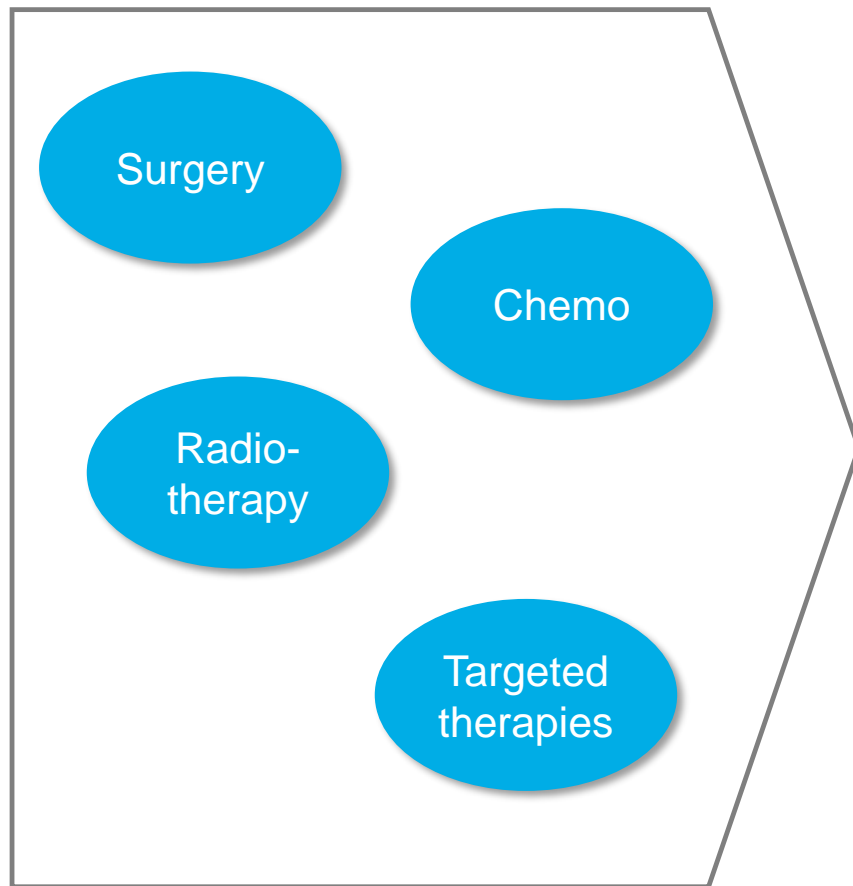 Surgery
Chemo
Radio-
therapy
Targeted
therapies